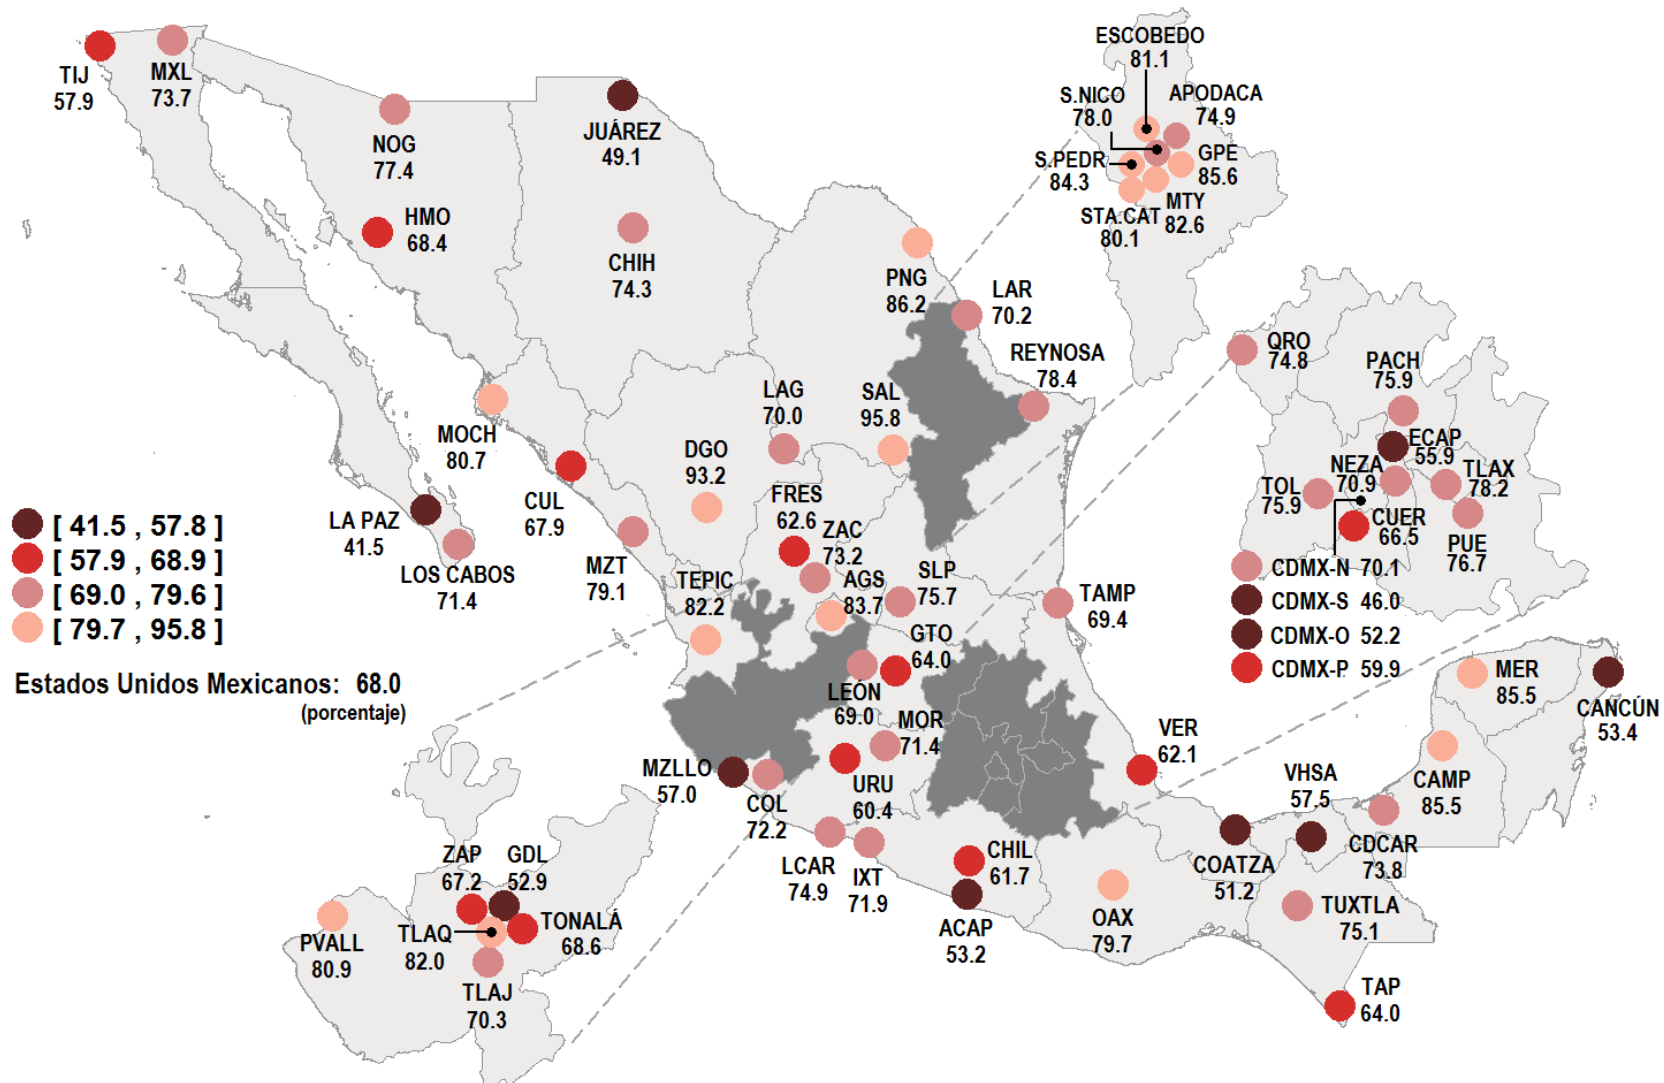 ESCOBEDO
81.1
TIJ
57.9
MXL
73.7
S.NICO
78.0
APODACA
74.9
JUÁREZ
49.1
NOG
77.4
S.PEDR
84.3
GPE
85.6
STA.CAT
80.1
MTY
82.6
HMO
68.4
CHIH
74.3
PNG
86.2
LAR
70.2
QRO
74.8
REYNOSA
78.4
PACH
75.9
LAG
70.0
SAL
95.8
MOCH
80.7
DGO
93.2
ECAP
55.9
NEZA
70.9
TLAX
78.2
TOL
75.9
CUL
67.9
FRES
62.6
ZAC
73.2
CUER
66.5
PUE
76.7
LA PAZ
41.5
LOS CABOS
71.4
[ 41.5 , 57.8 ]
[ 57.9 , 68.9 ]
[ 69.0 , 79.6 ]
[ 79.7 , 95.8 ]
Estados Unidos Mexicanos: 68.0
(porcentaje)
MZT
79.1
TEPIC
82.2
AGS
83.7
SLP
75.7
TAMP
69.4
CDMX-N 70.1
CDMX-S 46.0
CDMX-O 52.2
CDMX-P 59.9
GTO
64.0
LEÓN
69.0
MOR
71.4
MER
85.5
CANCÚN
53.4
VER
62.1
MZLLO
57.0
COL
72.2
URU
60.4
VHSA
57.5
CAMP
85.5
ZAP
67.2
GDL
52.9
LCAR
74.9
IXT
71.9
CHIL
61.7
COATZA
51.2
CDCAR
73.8
PVALL
80.9
TLAQ
82.0
TONALÁ
68.6
ACAP
53.2
OAX
79.7
TUXTLA
75.1
TLAJ
70.3
TAP
64.0